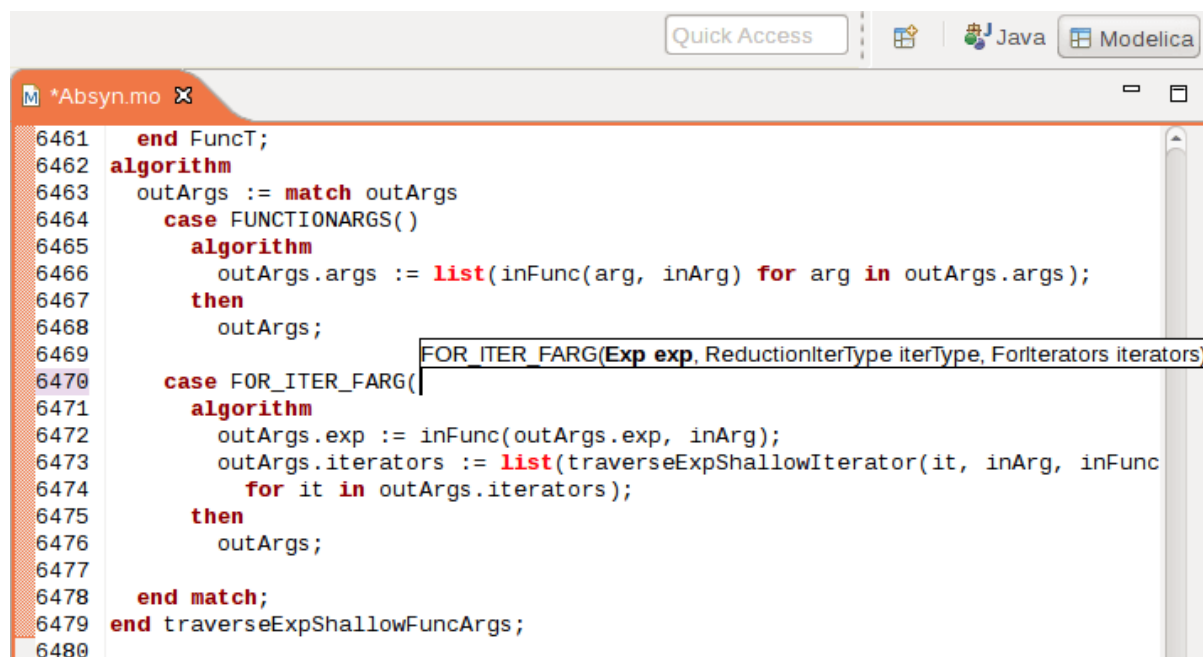 Quick Access Java Modelica
*Absyn.mo
6461 end FuncT;
6462 algorithm
6463 outArgs := match outArgs
6464 case FUNCTIONARGS()
6465 algorithm
6466 outArgs.args := list(inFunc(arg, inArg) for arg in outArgs.args);
6467 then
6468 outArgs;
6469 FOR_ITER_FARG(Exp exp, ReductionIterType iterType, ForIterators iterators)
6470 case FOR_ITER_FARG(
6471 algorithm
6472 outArgs.exp := inFunc(outArgs.exp, inArg);
6473 outArgs.iterators := list(traverseExpShallowIterator(it, inArg, inFunc
6474 for it in outArgs.iterators);
6475 then
6476 outArgs;
6477
6478 end match;
6479 end traverseExpShallowFuncArgs;
6480